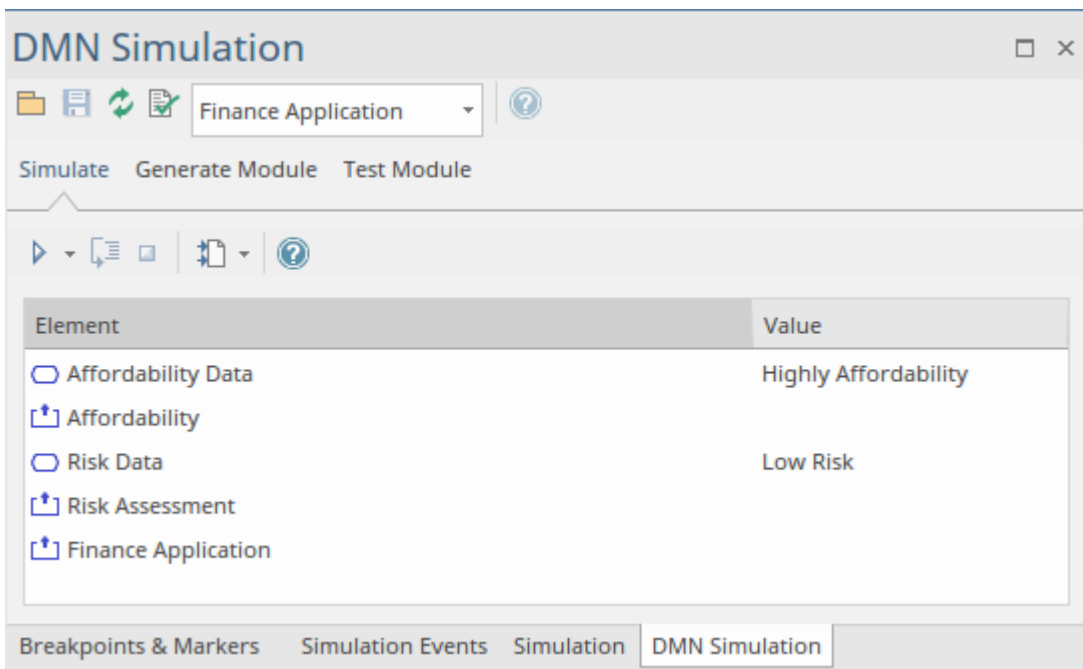 DMN Simulation
Finance Application
Simulate Generate Module Test Module
Element Value
Affordability Data Highly Affordability
Affordability
Risk Data Low Risk
Risk Assessment
Finance Application
Breakpoints & Markers Simulation Events Simulation DMN Simulation